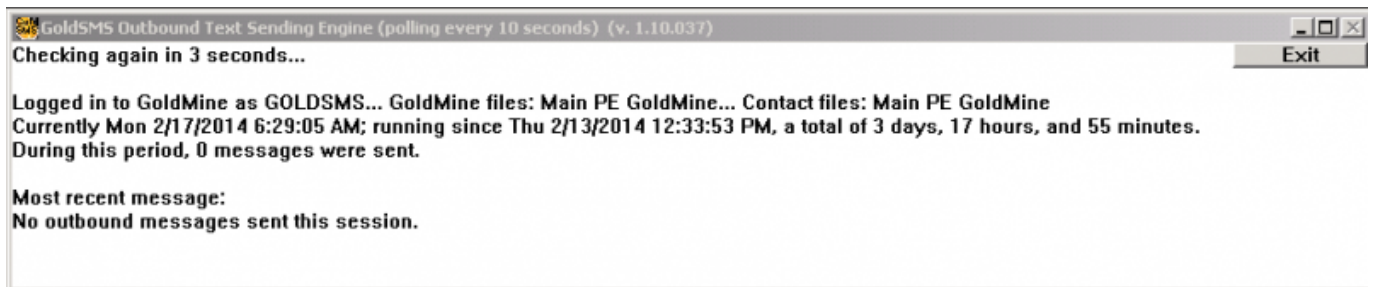 GoldSMS Outbound Text Sending Engine (polling every 10 seconds) (v. 1.10.037)
Checking again in 3 seconds...
Exit
Logged in to GoldMine as GOLDSMS... GoldMine files: Main PE GoldMine... Contact files: Main PE GoldMine
Currently Mon 2/17/2014 6:29:05 AM; running since Thu 2/13/2014 12:33:53 PM, a total of 3 days, 17 hours, and 55 minutes.
During this period, 0 messages were sent.
Most recent message:
No outbound messages sent this session.